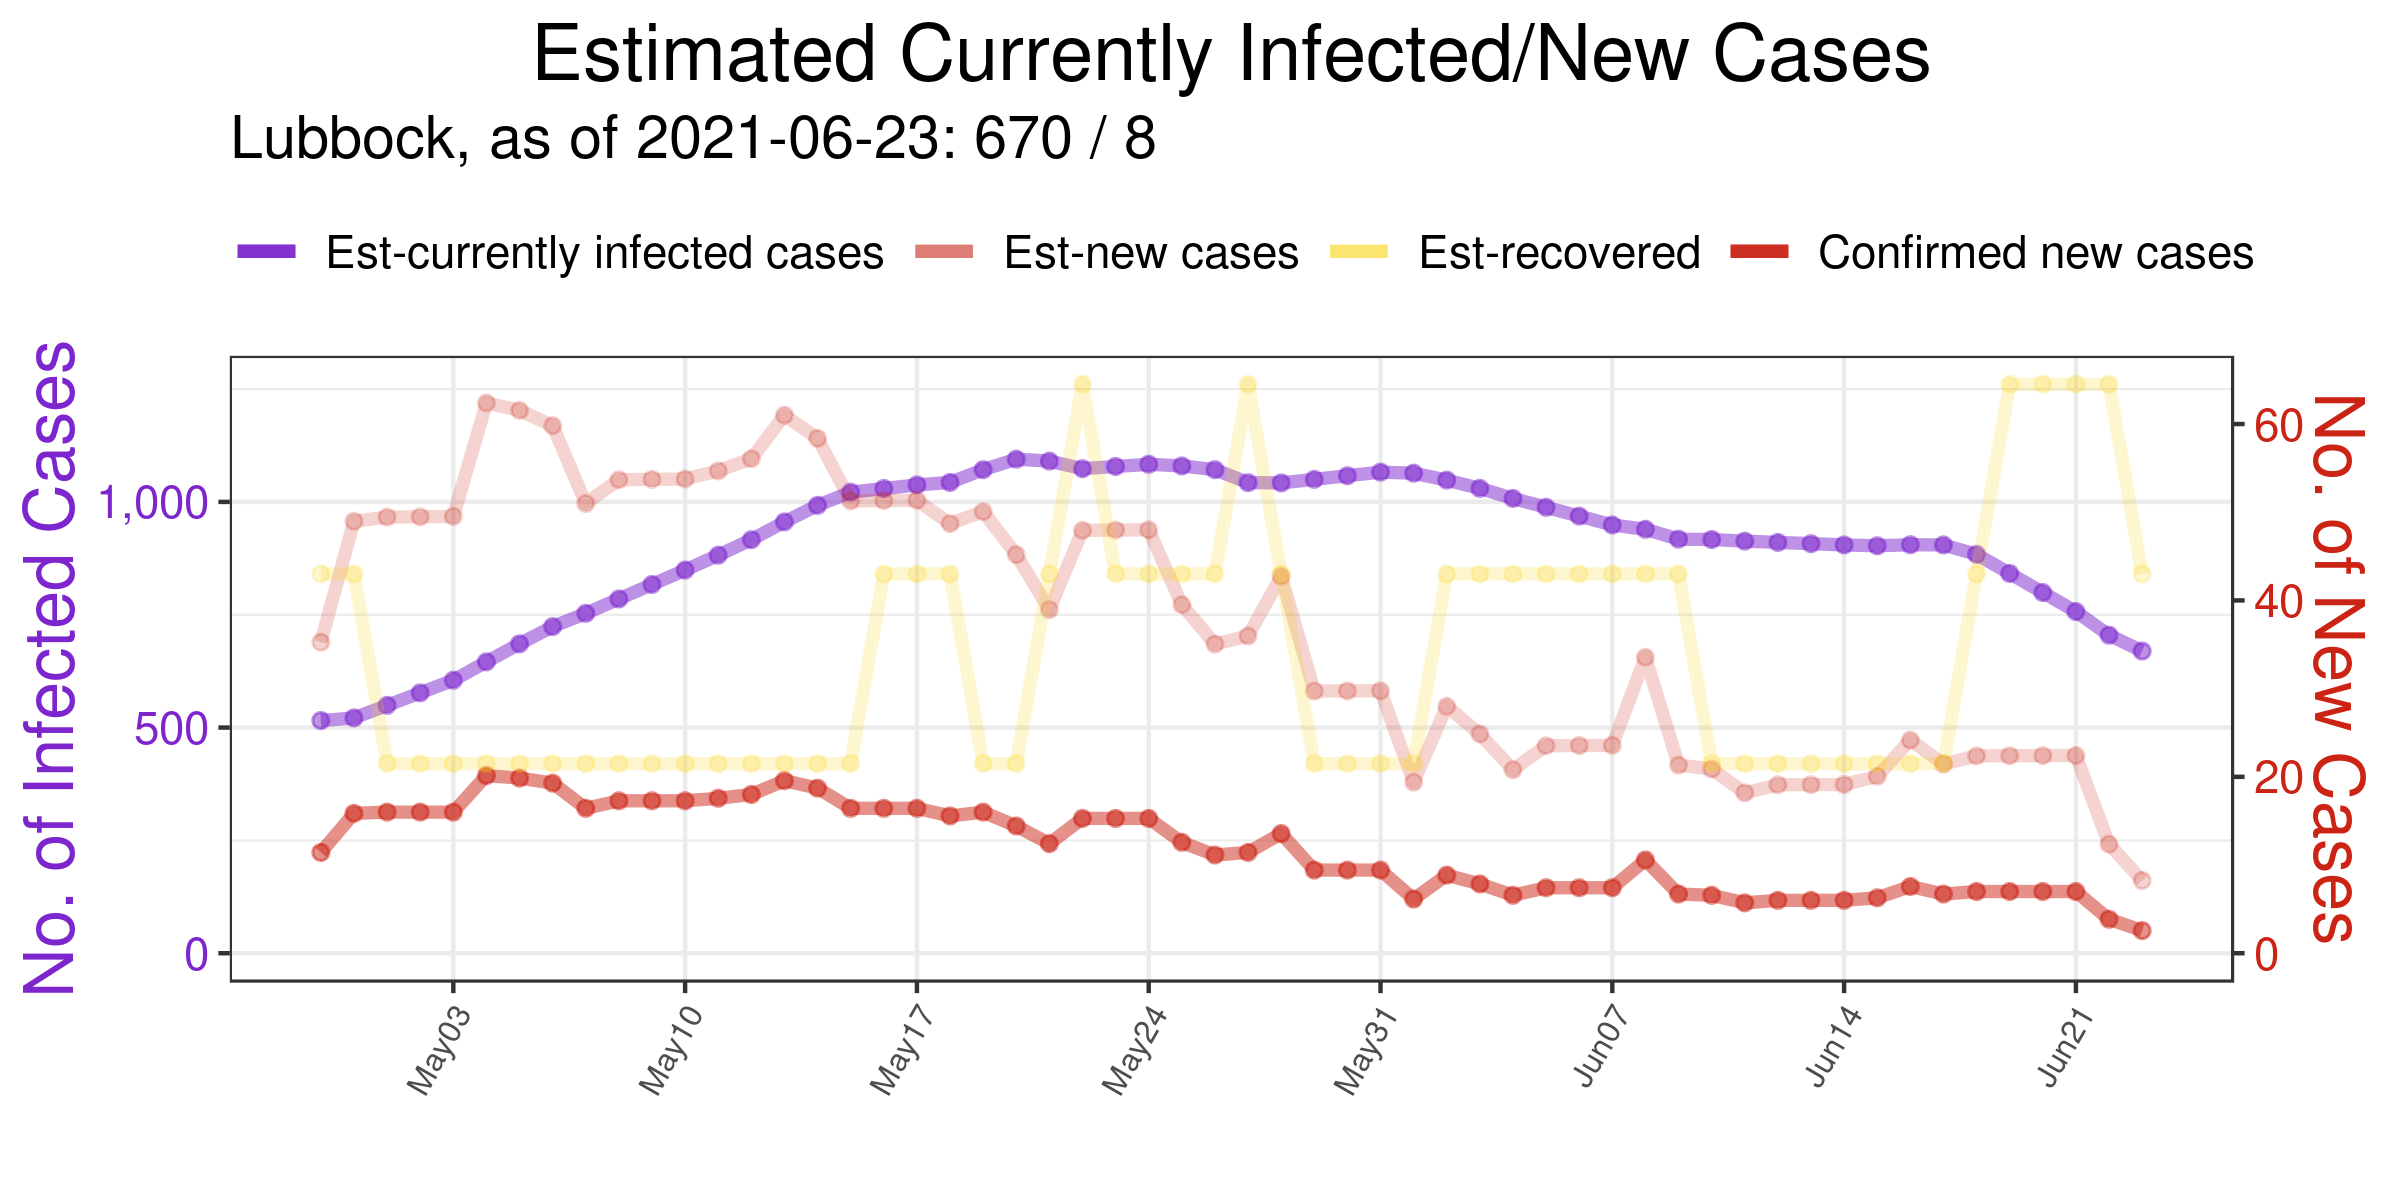 Estimated Currently Infected/New Cases
Lubbock, as of 2021-06-23: 670 / 8
Est-currently infected cases Est-new cases Est-recovered Confirmed new cases
No. of Infected Cases
1,000
500
0
60
40
20
0
No. of New Cases
May03 May10 May17 May24 May31 Jun07 Jun14 Jun21